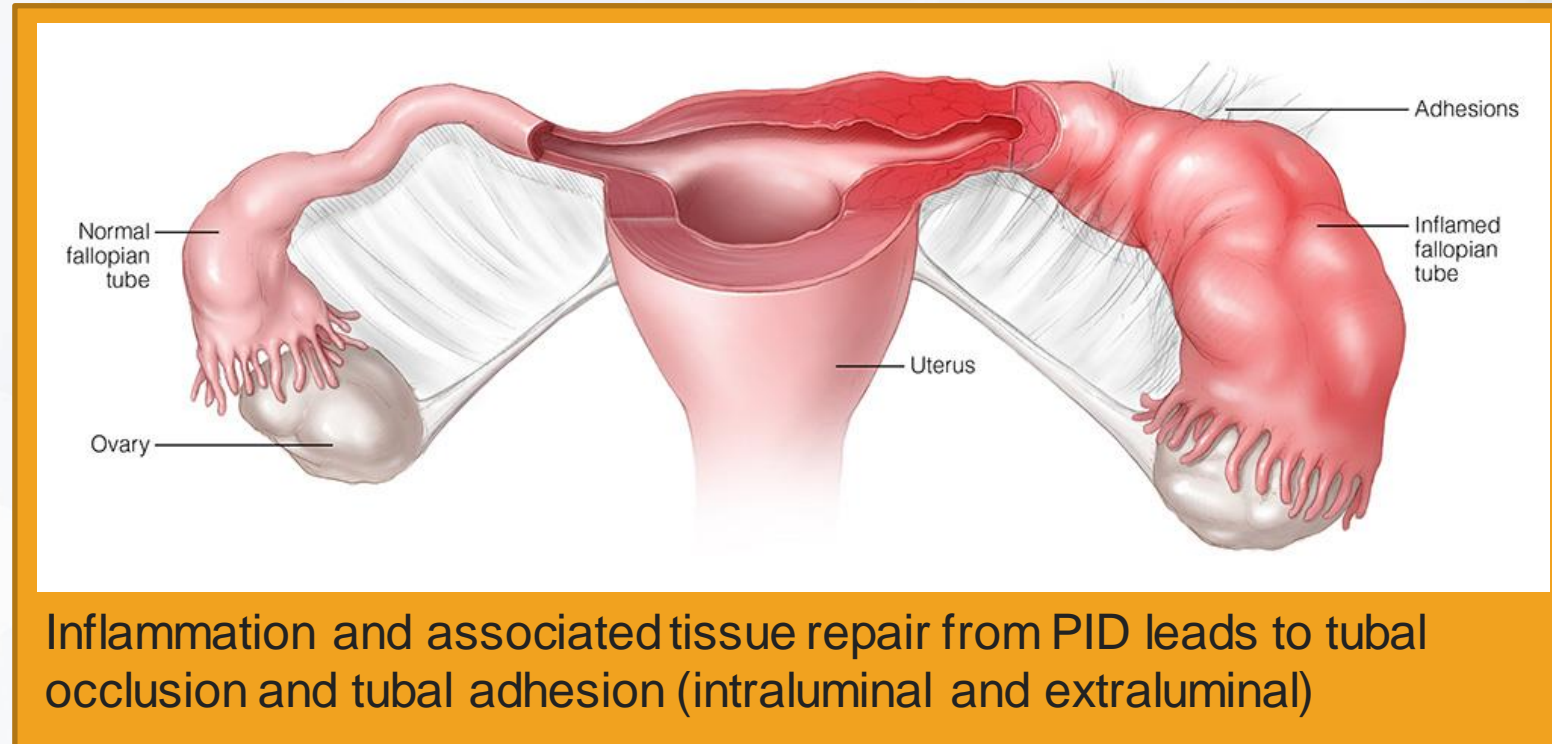 Adhesions
Normal
fallopian
tube
Inflamed
fallopian
tube
Uterus
Ovary
Inflammation and associated tissue repair from PID leads to tubal
occlusion and tubal adhesion (intraluminal and extraluminal)